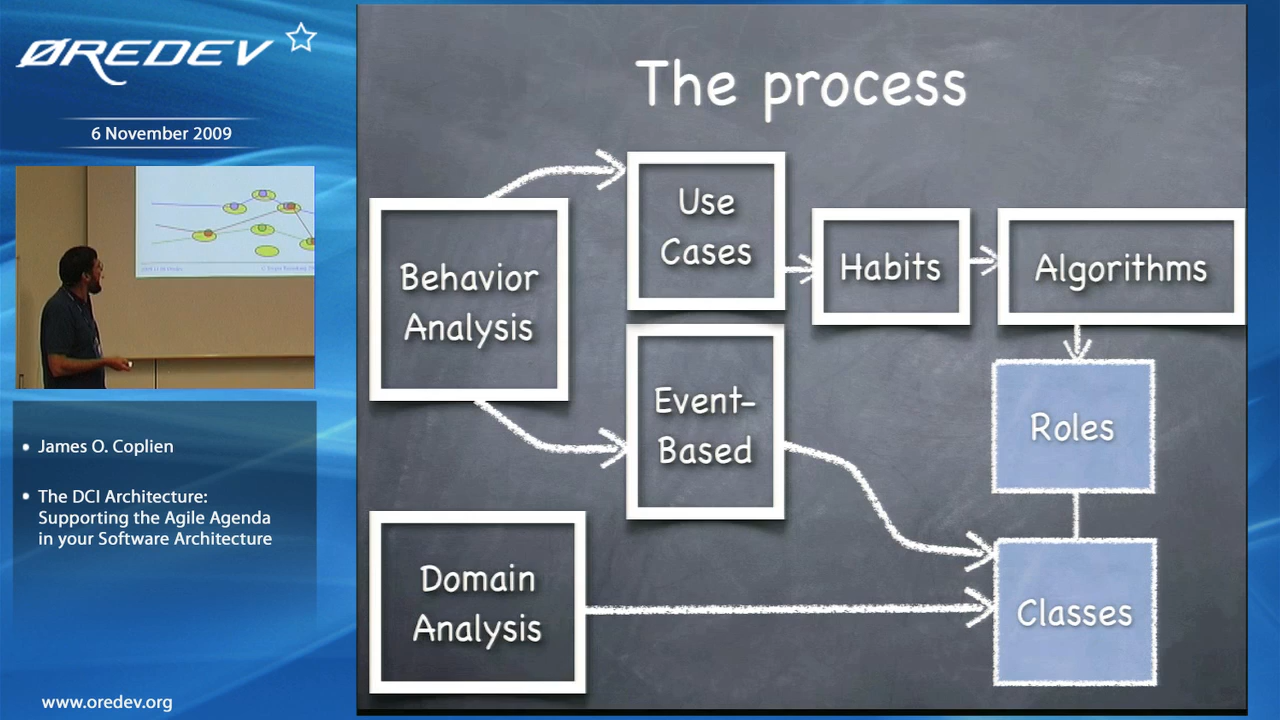 ØREDEV
6 November 2009
James O. Coplien
The DCI Architecture:
Supporting the Agile Agenda
in your Software Architecture
www.oredev.org
The process
Behavior
Analysis
Use
Cases
Habits
Algorithms
Event-
Based
Roles
Domain
Analysis
Classes